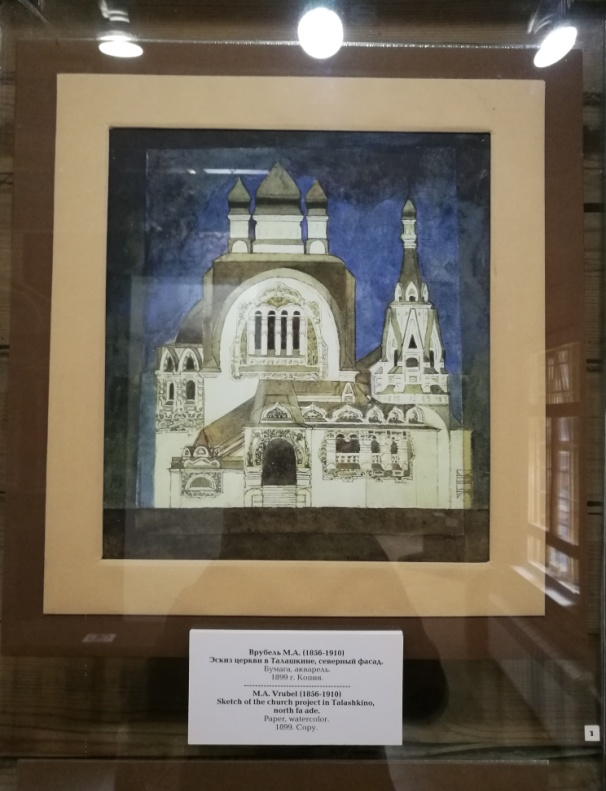 Врубель М.А. (1856-1910)
Эскиз церкви в Талашкине, северный фасад.
Бумага, акварель.
1899 г. Копия.
M.A. Vrubel (1856-1910)
Sketch of the church project in Talashkino,
north fa ade.
Paper, watercolor.
1899. Copy.
1